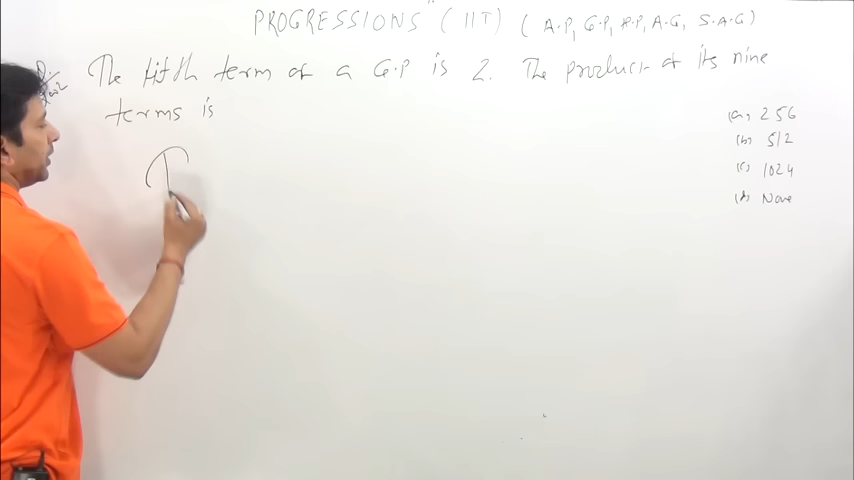 PROGRESSIONS (IIT) ( A.P, G.P, H.P, A.G, S.A.G)
Q. The fifth term of a G.P is 2. The product of its nine
2002
terms is
(a) 256
(b) 512
(c) 1024
(d) None
T